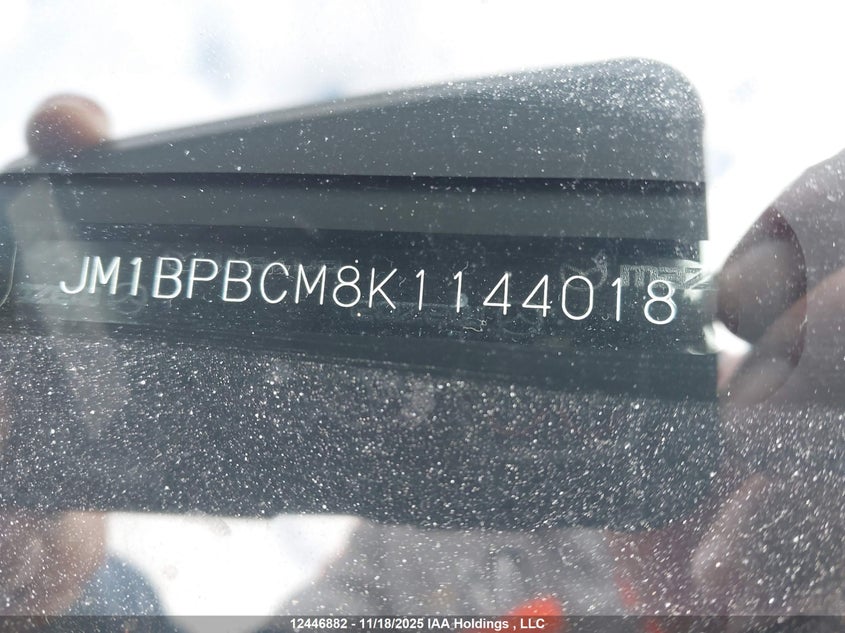 JM1BPBCM8K1144018
12446882 - 11/18/2025 IAA Holdings , LLC